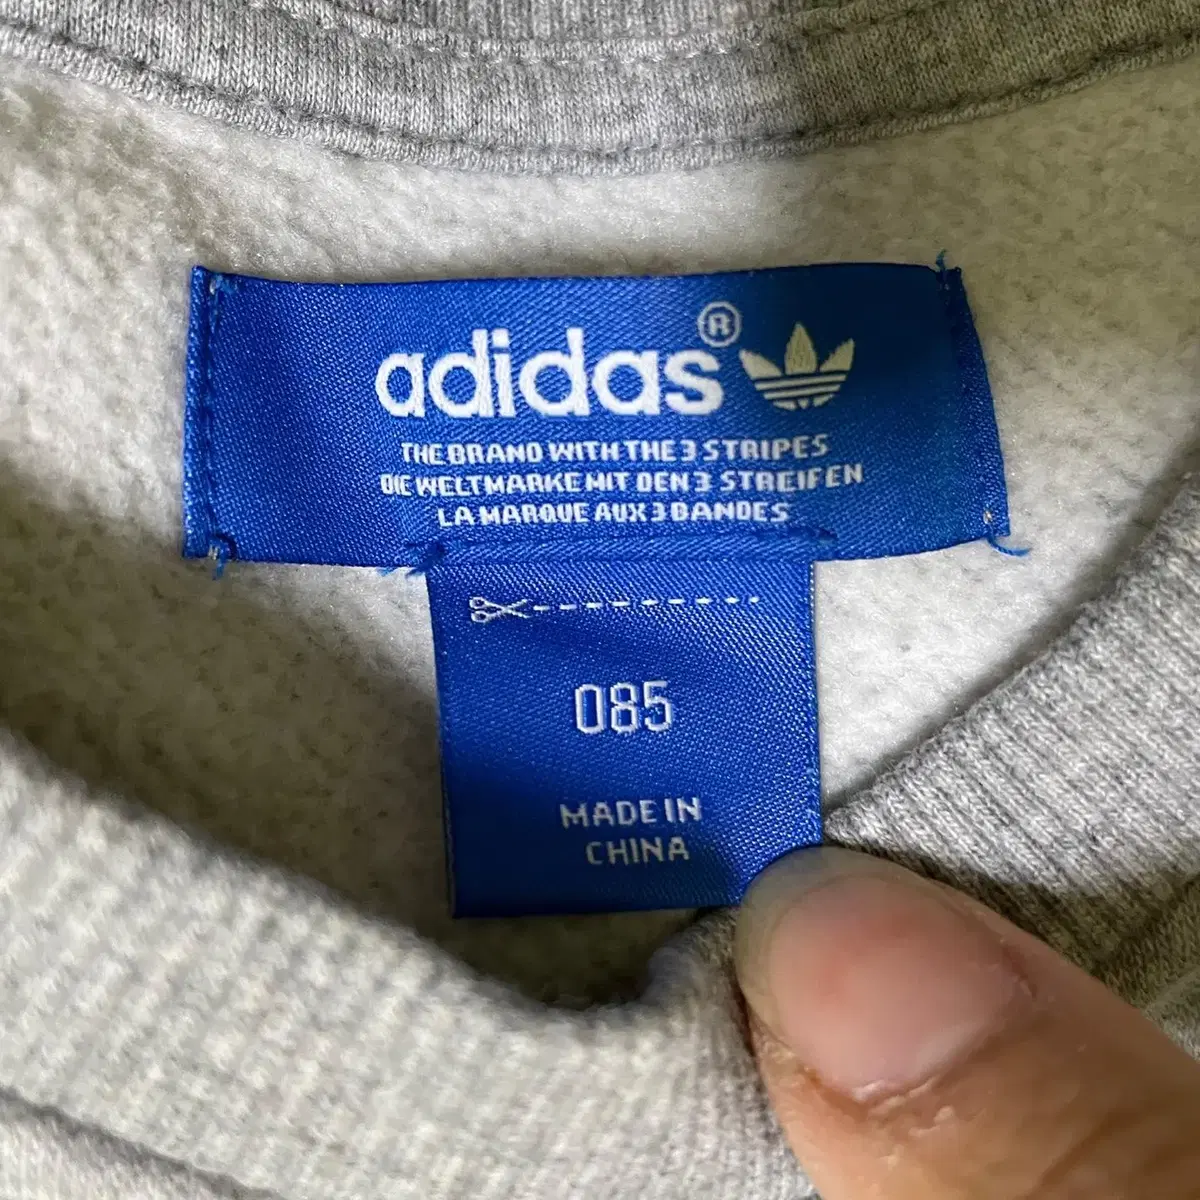 adidas®
THE BRAND WITH THE 3 STRIPES
DIE WELTMARKE MIT DEN 3 STREIFEN
LA MARQUE AUX 3 BANDES
085
MADE IN
CHINA